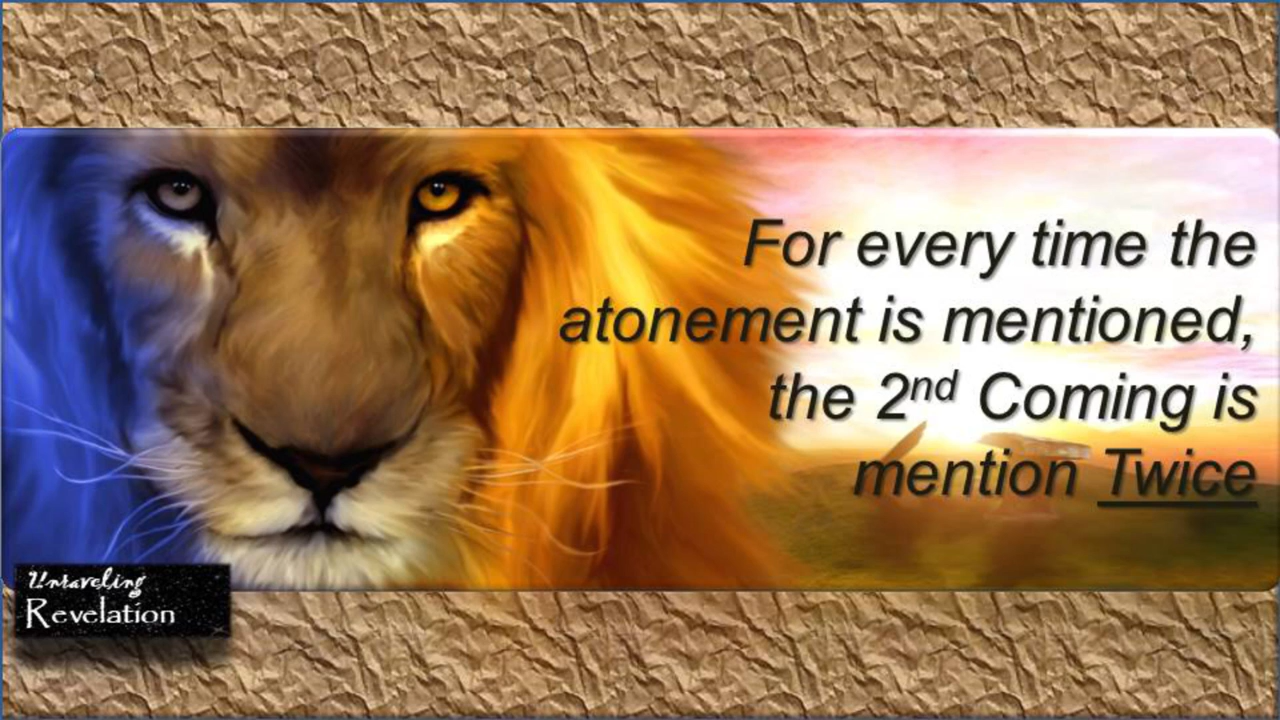 For every time the
atonement is mentioned,
the 2nd Coming is
mention Twice
Unraveling
Revelation